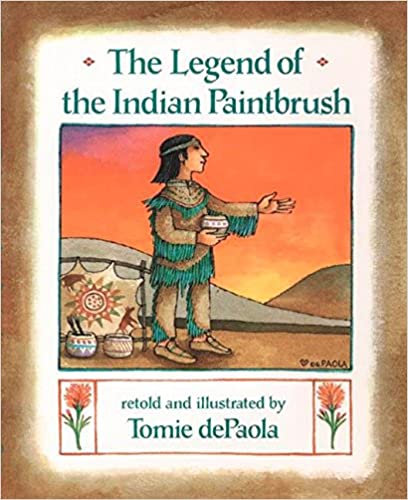 The Legend of
the Indian Paintbrush
♥dePAOLA
retold and illustrated by
Tomie dePaola